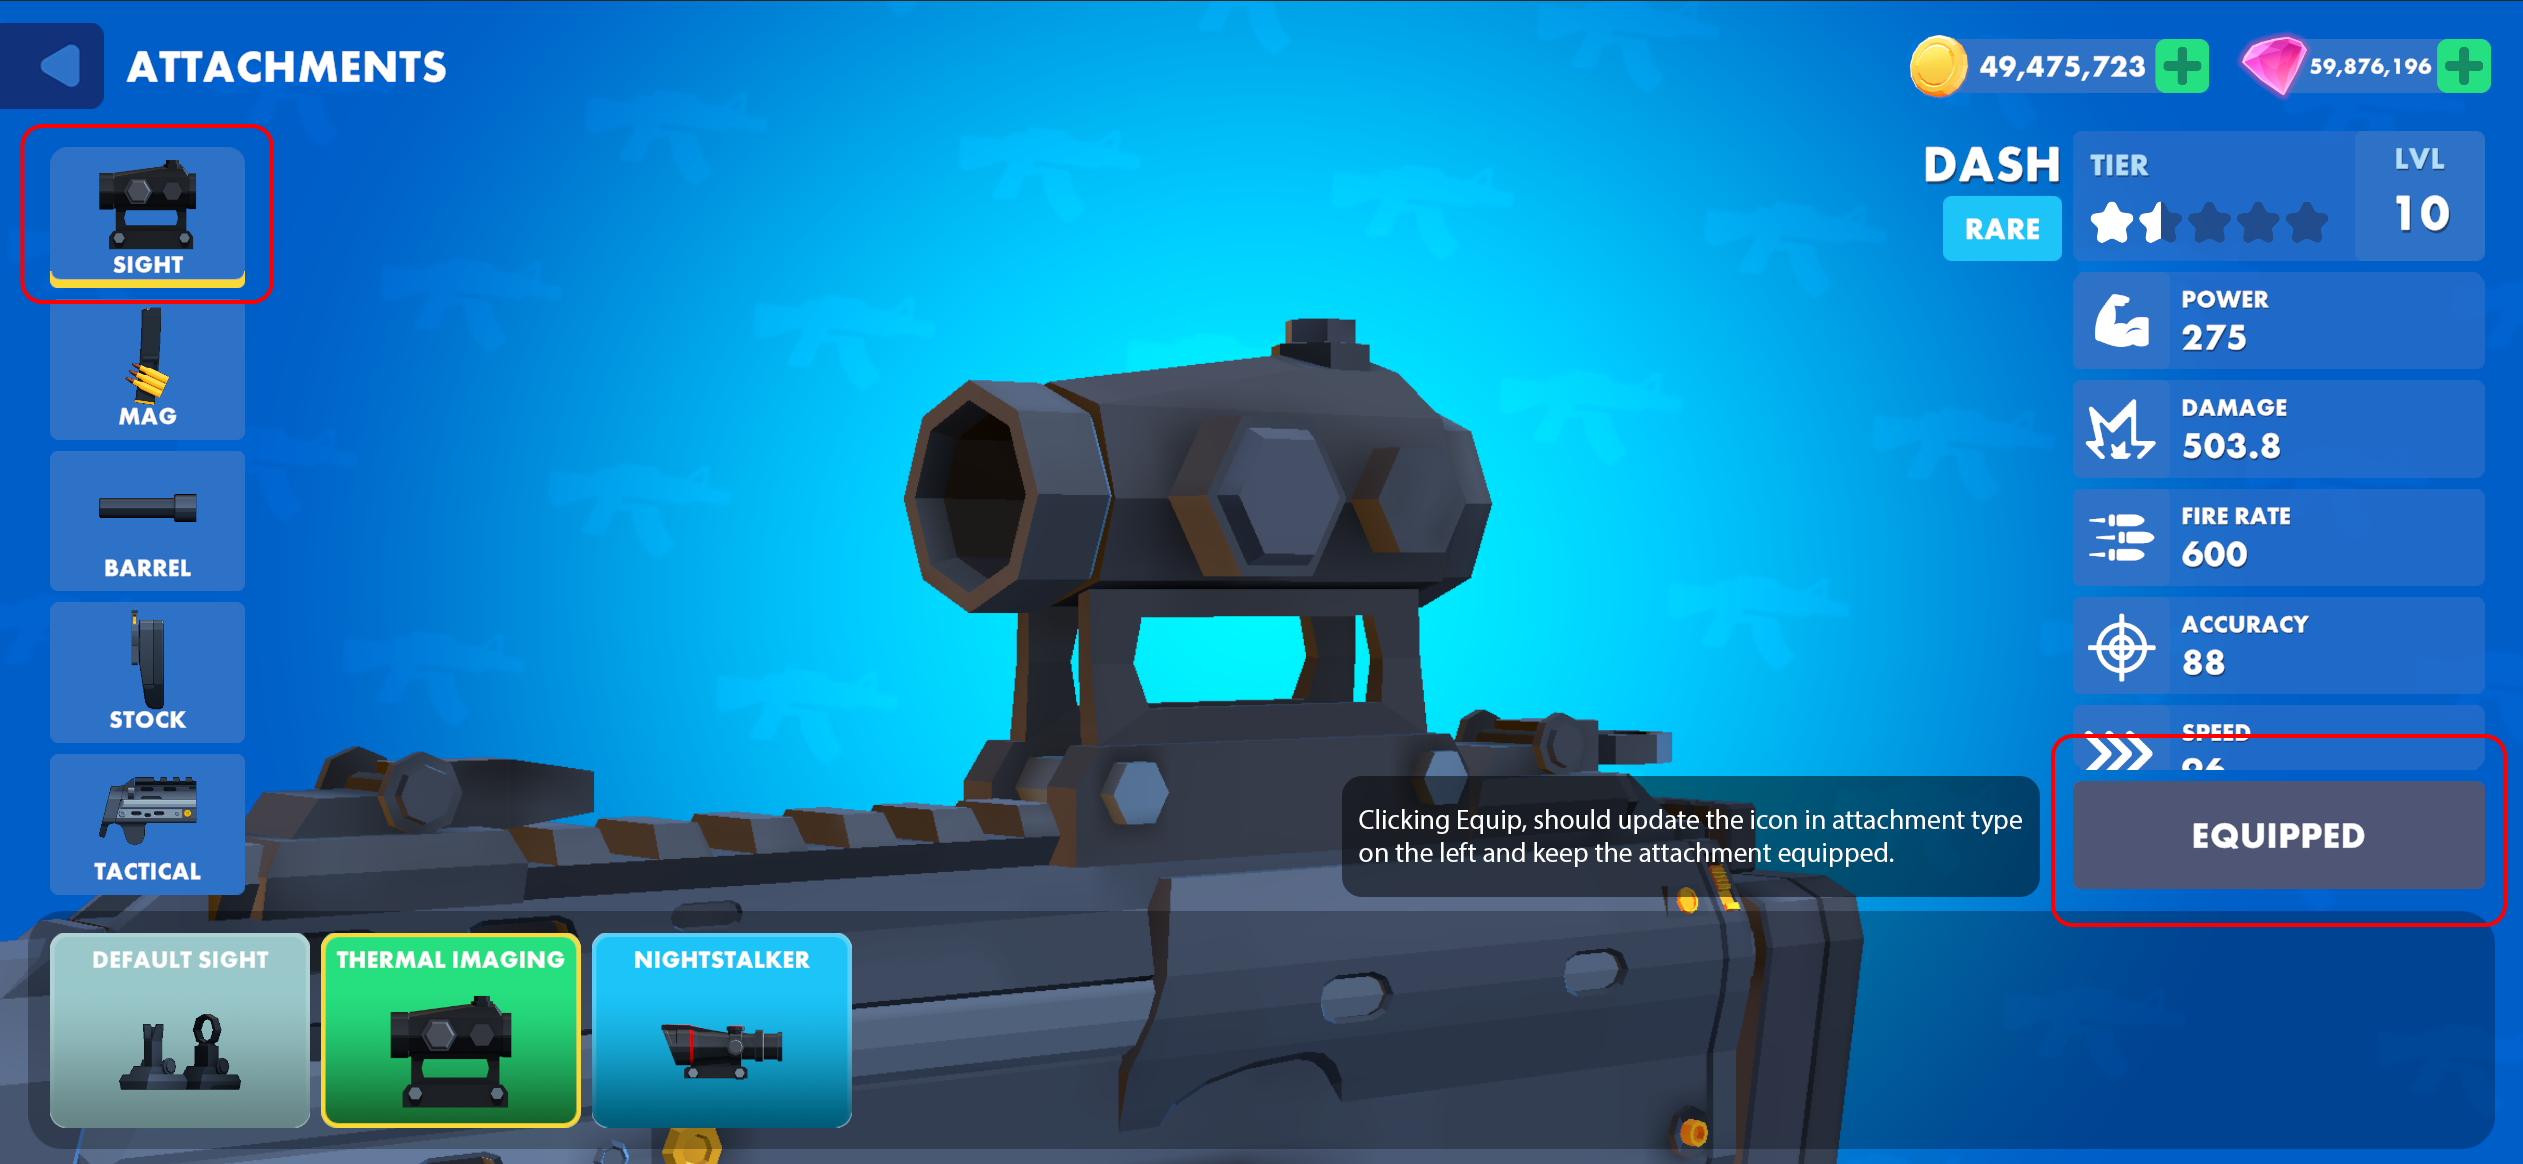 ATTACHMENTS
49,475,723
59,876,196
SIGHT
MAG
BARREL
STOCK
TACTICAL
DASH
RARE
TIER
LVL
10
POWER
275
DAMAGE
503.8
FIRE RATE
600
ACCURACY
88
SPEED
96
Clicking Equip, should update the icon in attachment type
on the left and keep the attachment equipped.
EQUIPPED
DEFAULT SIGHT
THERMAL IMAGING
NIGHTSTALKER